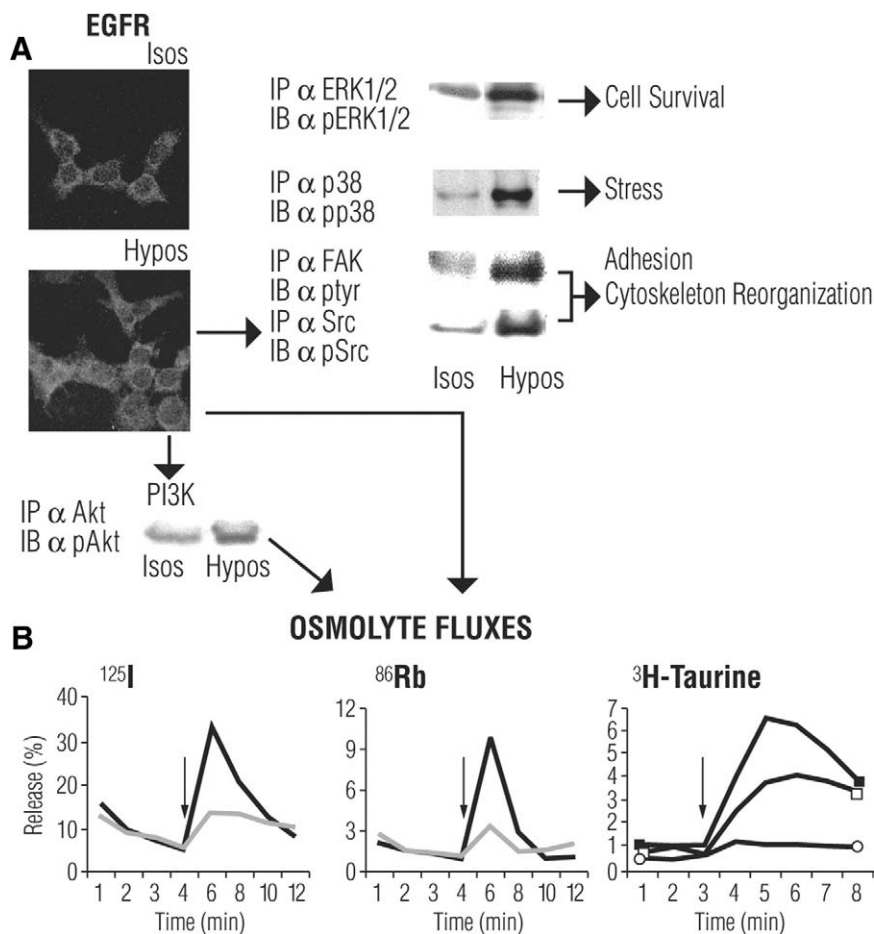 A
EGFR
Isos
Hypos
IP α ERK1/2
IB α pERK1/2
Cell Survival
IP α p38
IB α pp38
Stress
IP α FAK
IB α ptyr
IP α Src
IB α pSrc
Adhesion
Cytoskeleton Reorganization
Isos Hypos
PI3K
IP α Akt
IB α pAkt
Isos Hypos
OSMOLYTE FLUXES
B
125I
Release (%)
40
30
20
10
0
1 2 3 4 6 8 10 12
Time (min)
86Rb
12
9
6
3
0
1 2 3 4 6 8 10 12
Time (min)
3H-Taurine
7
6
5
4
3
2
1
0
1 2 3 4 5 6 7 8
Time (min)